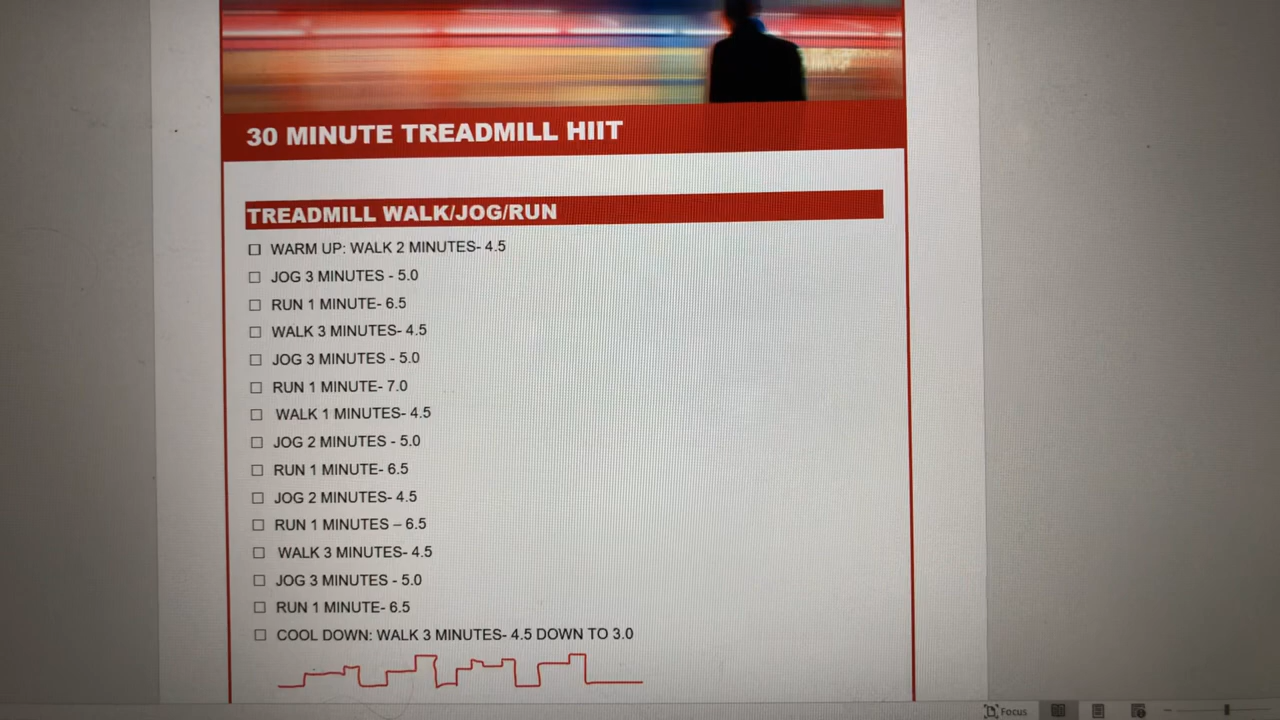 30 MINUTE TREADMILL HIIT
TREADMILL WALK/JOG/RUN
WARM UP: WALK 2 MINUTES- 4.5
JOG 3 MINUTES - 5.0
RUN 1 MINUTE- 6.5
WALK 3 MINUTES- 4.5
JOG 3 MINUTES - 5.0
RUN 1 MINUTE- 7.0
WALK 1 MINUTES- 4.5
JOG 2 MINUTES - 5.0
RUN 1 MINUTE- 6.5
JOG 2 MINUTES- 4.5
RUN 1 MINUTES – 6.5
WALK 3 MINUTES- 4.5
JOG 3 MINUTES - 5.0
RUN 1 MINUTE- 6.5
COOL DOWN: WALK 3 MINUTES- 4.5 DOWN TO 3.0
Focus